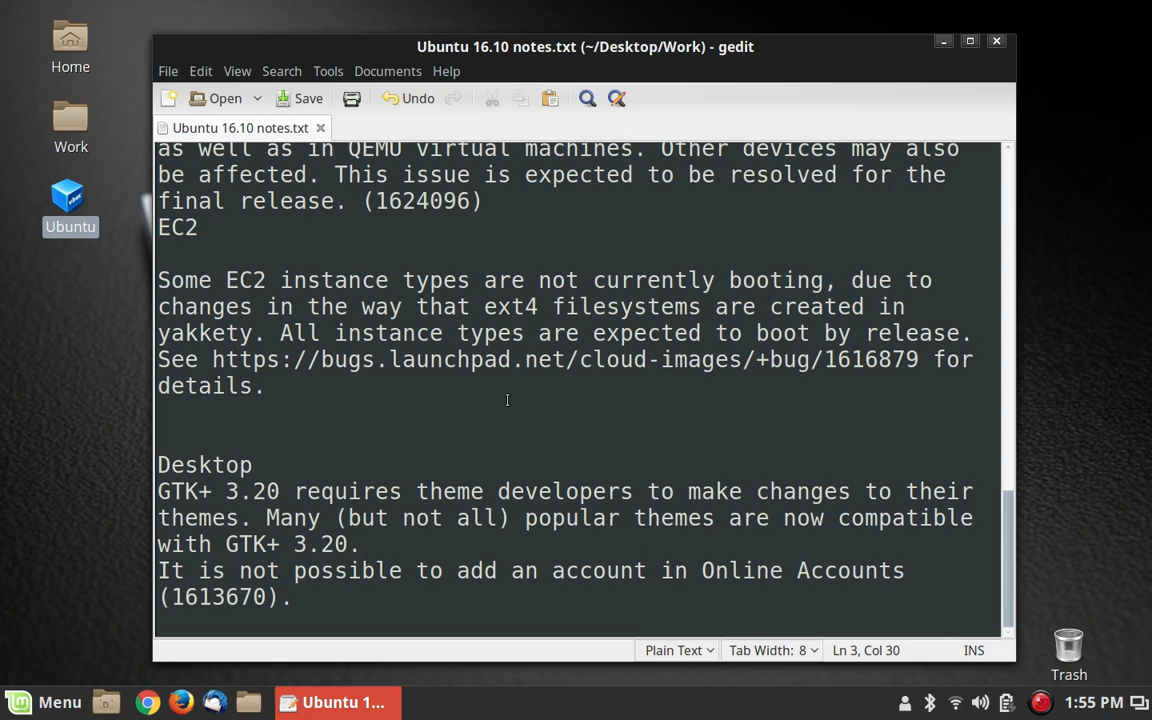 Home
Work
Ubuntu
vbox
Ubuntu 16.10 notes.txt (~/Desktop/Work) - gedit
File Edit View Search Tools Documents Help
Open Save Undo
Ubuntu 16.10 notes.txt
as well as in QEMU virtual machines. Other devices may also
be affected. This issue is expected to be resolved for the
final release. (1624096)
EC2
Some EC2 instance types are not currently booting, due to
changes in the way that ext4 filesystems are created in
yakkety. All instance types are expected to boot by release.
See https://bugs.launchpad.net/cloud-images/+bug/1616879 for
details.
Desktop
GTK+ 3.20 requires theme developers to make changes to their
themes. Many (but not all) popular themes are now compatible
with GTK+ 3.20.
It is not possible to add an account in Online Accounts
(1613670).
Plain Text Tab Width: 8 Ln 3, Col 30 INS
Trash
Menu Ubuntu 1... 1:55 PM